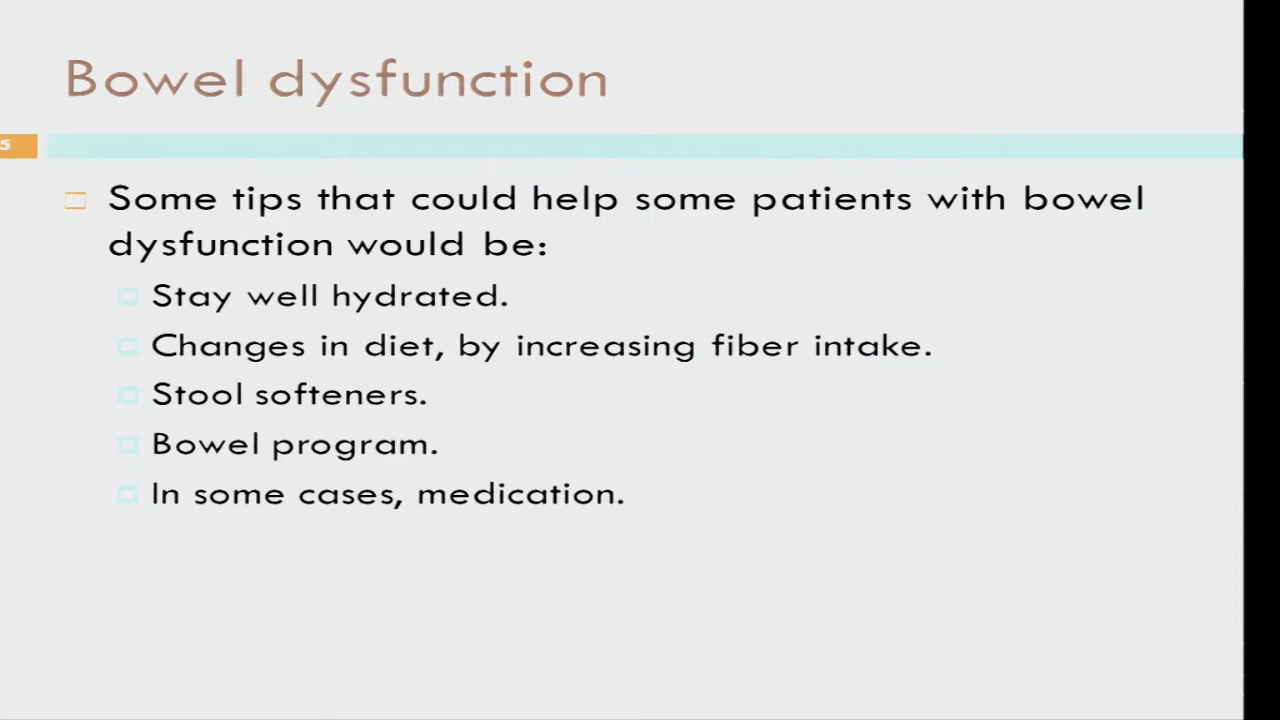 Bowel dysfunction
5
Some tips that could help some patients with bowel
dysfunction would be:
Stay well hydrated.
Changes in diet, by increasing fiber intake.
Stool softeners.
Bowel program.
In some cases, medication.